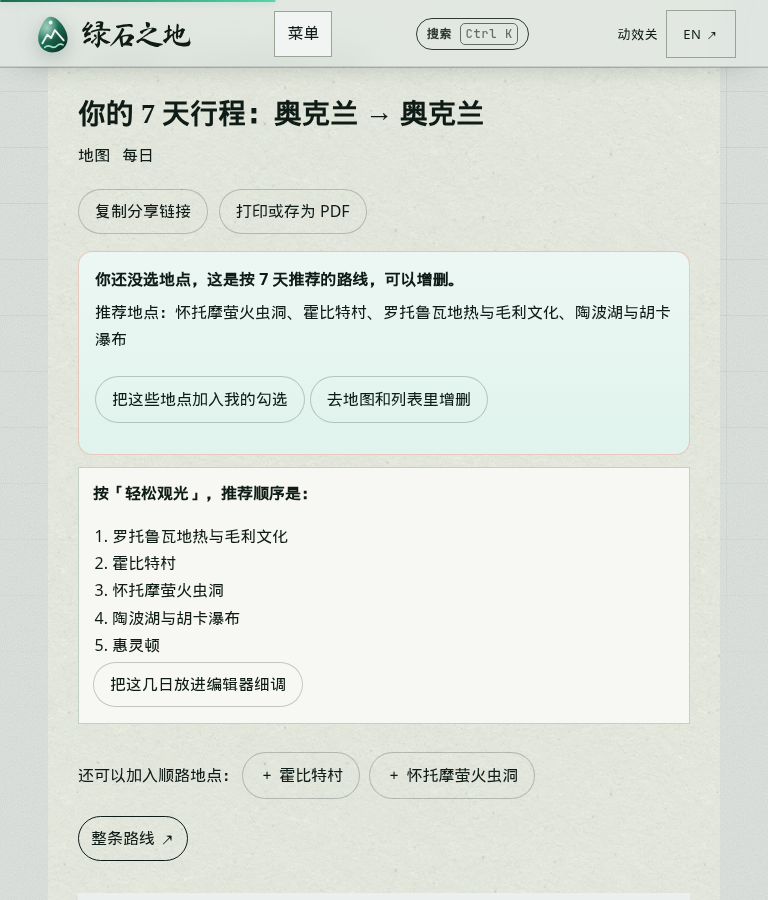 绿石之地
菜单
搜索 Ctrl K
动效关
EN ↗
你的 7 天行程：奥克兰 → 奥克兰
地图 每日
复制分享链接
打印或存为 PDF
你还没选地点，这是按 7 天推荐的路线，可以增删。
推荐地点：怀托摩萤火虫洞、霍比特村、罗托鲁瓦地热与毛利文化、陶波湖与胡卡
瀑布
把这些地点加入我的勾选
去地图和列表里增删
按「轻松观光」，推荐顺序是：
1. 罗托鲁瓦地热与毛利文化
2. 霍比特村
3. 怀托摩萤火虫洞
4. 陶波湖与胡卡瀑布
5. 惠灵顿
把这几日放进编辑器细调
还可以加入顺路地点： + 霍比特村 + 怀托摩萤火虫洞
整条路线 ↗